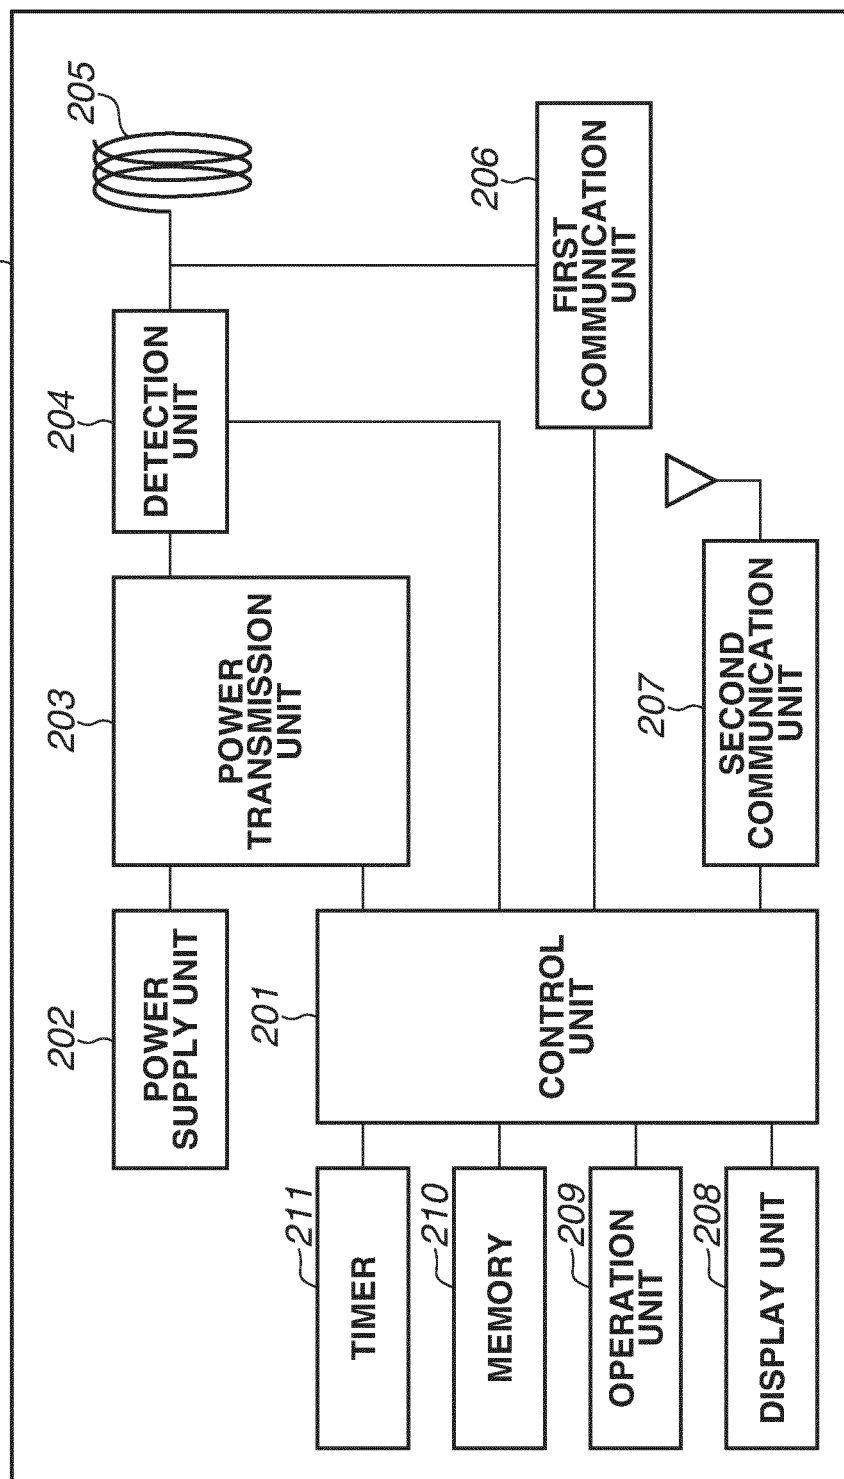 202
POWER
SUPPLY UNIT
203
POWER
TRANSMISSION
UNIT
204
DETECTION
UNIT
205
211
TIMER
201
CONTROL
UNIT
210
MEMORY
206
FIRST
COMMUNICATION
UNIT
209
OPERATION
UNIT
207
SECOND
COMMUNICATION
UNIT
208
DISPLAY UNIT